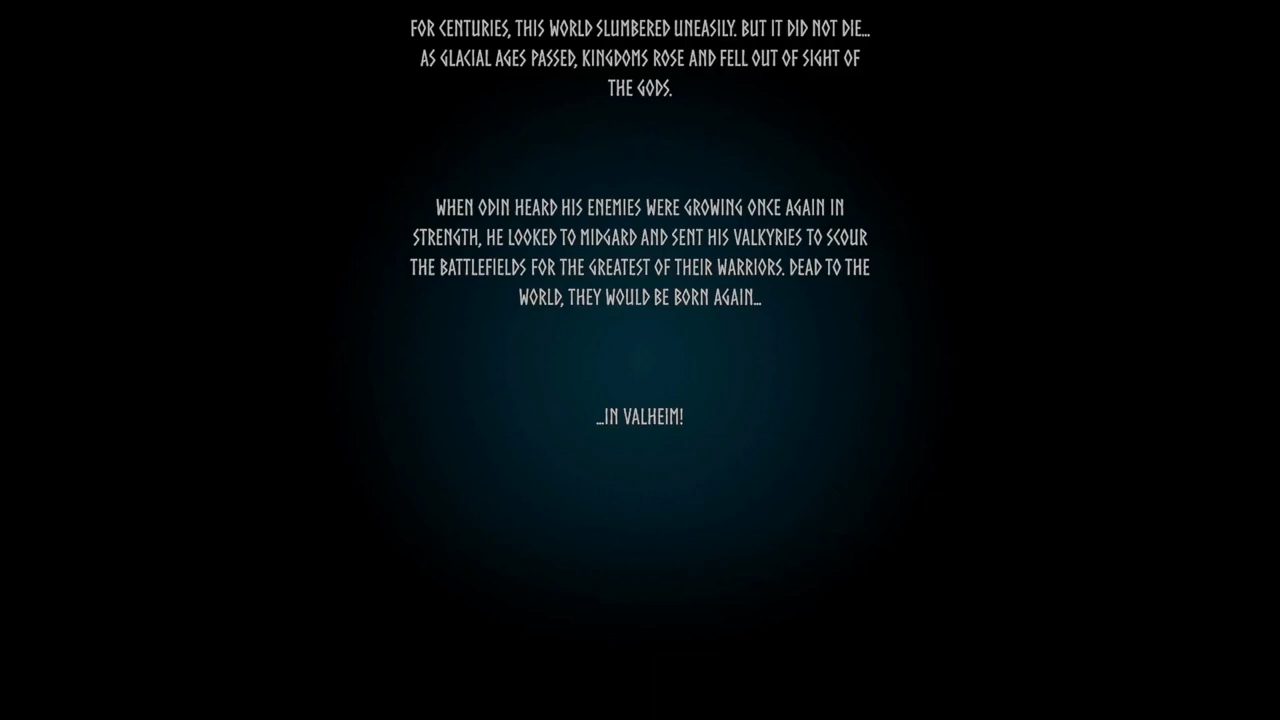 FOR CENTURIES, THIS WORLD SLUMBERED UNEASILY. BUT IT DID NOT DIE...
AS GLACIAL AGES PASSED, KINGDOMS ROSE AND FELL OUT OF SIGHT OF
THE GODS.
WHEN ODIN HEARD HIS ENEMIES WERE GROWING ONCE AGAIN IN
STRENGTH, HE LOOKED TO MIDGARD AND SENT HIS VALKYRIES TO SCOUR
THE BATTLEFIELDS FOR THE GREATEST OF THEIR WARRIORS. DEAD TO THE
WORLD, THEY WOULD BE BORN AGAIN...
...IN VALHEIM!